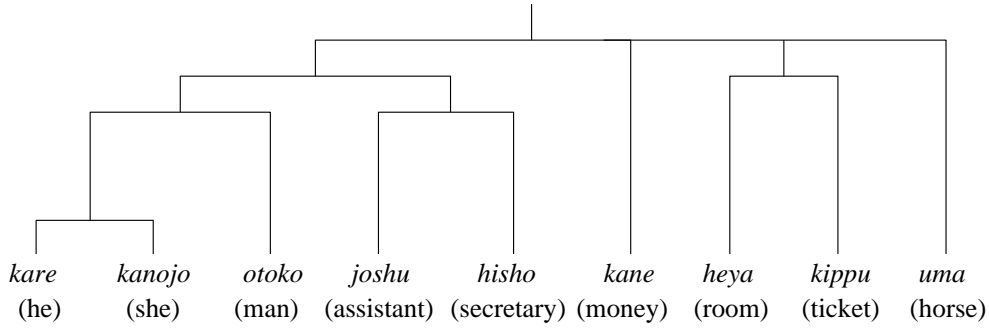 kare kanojo otoko joshu hisho kane heya kippu uma
(he) (she) (man) (assistant) (secretary) (money) (room) (ticket) (horse)